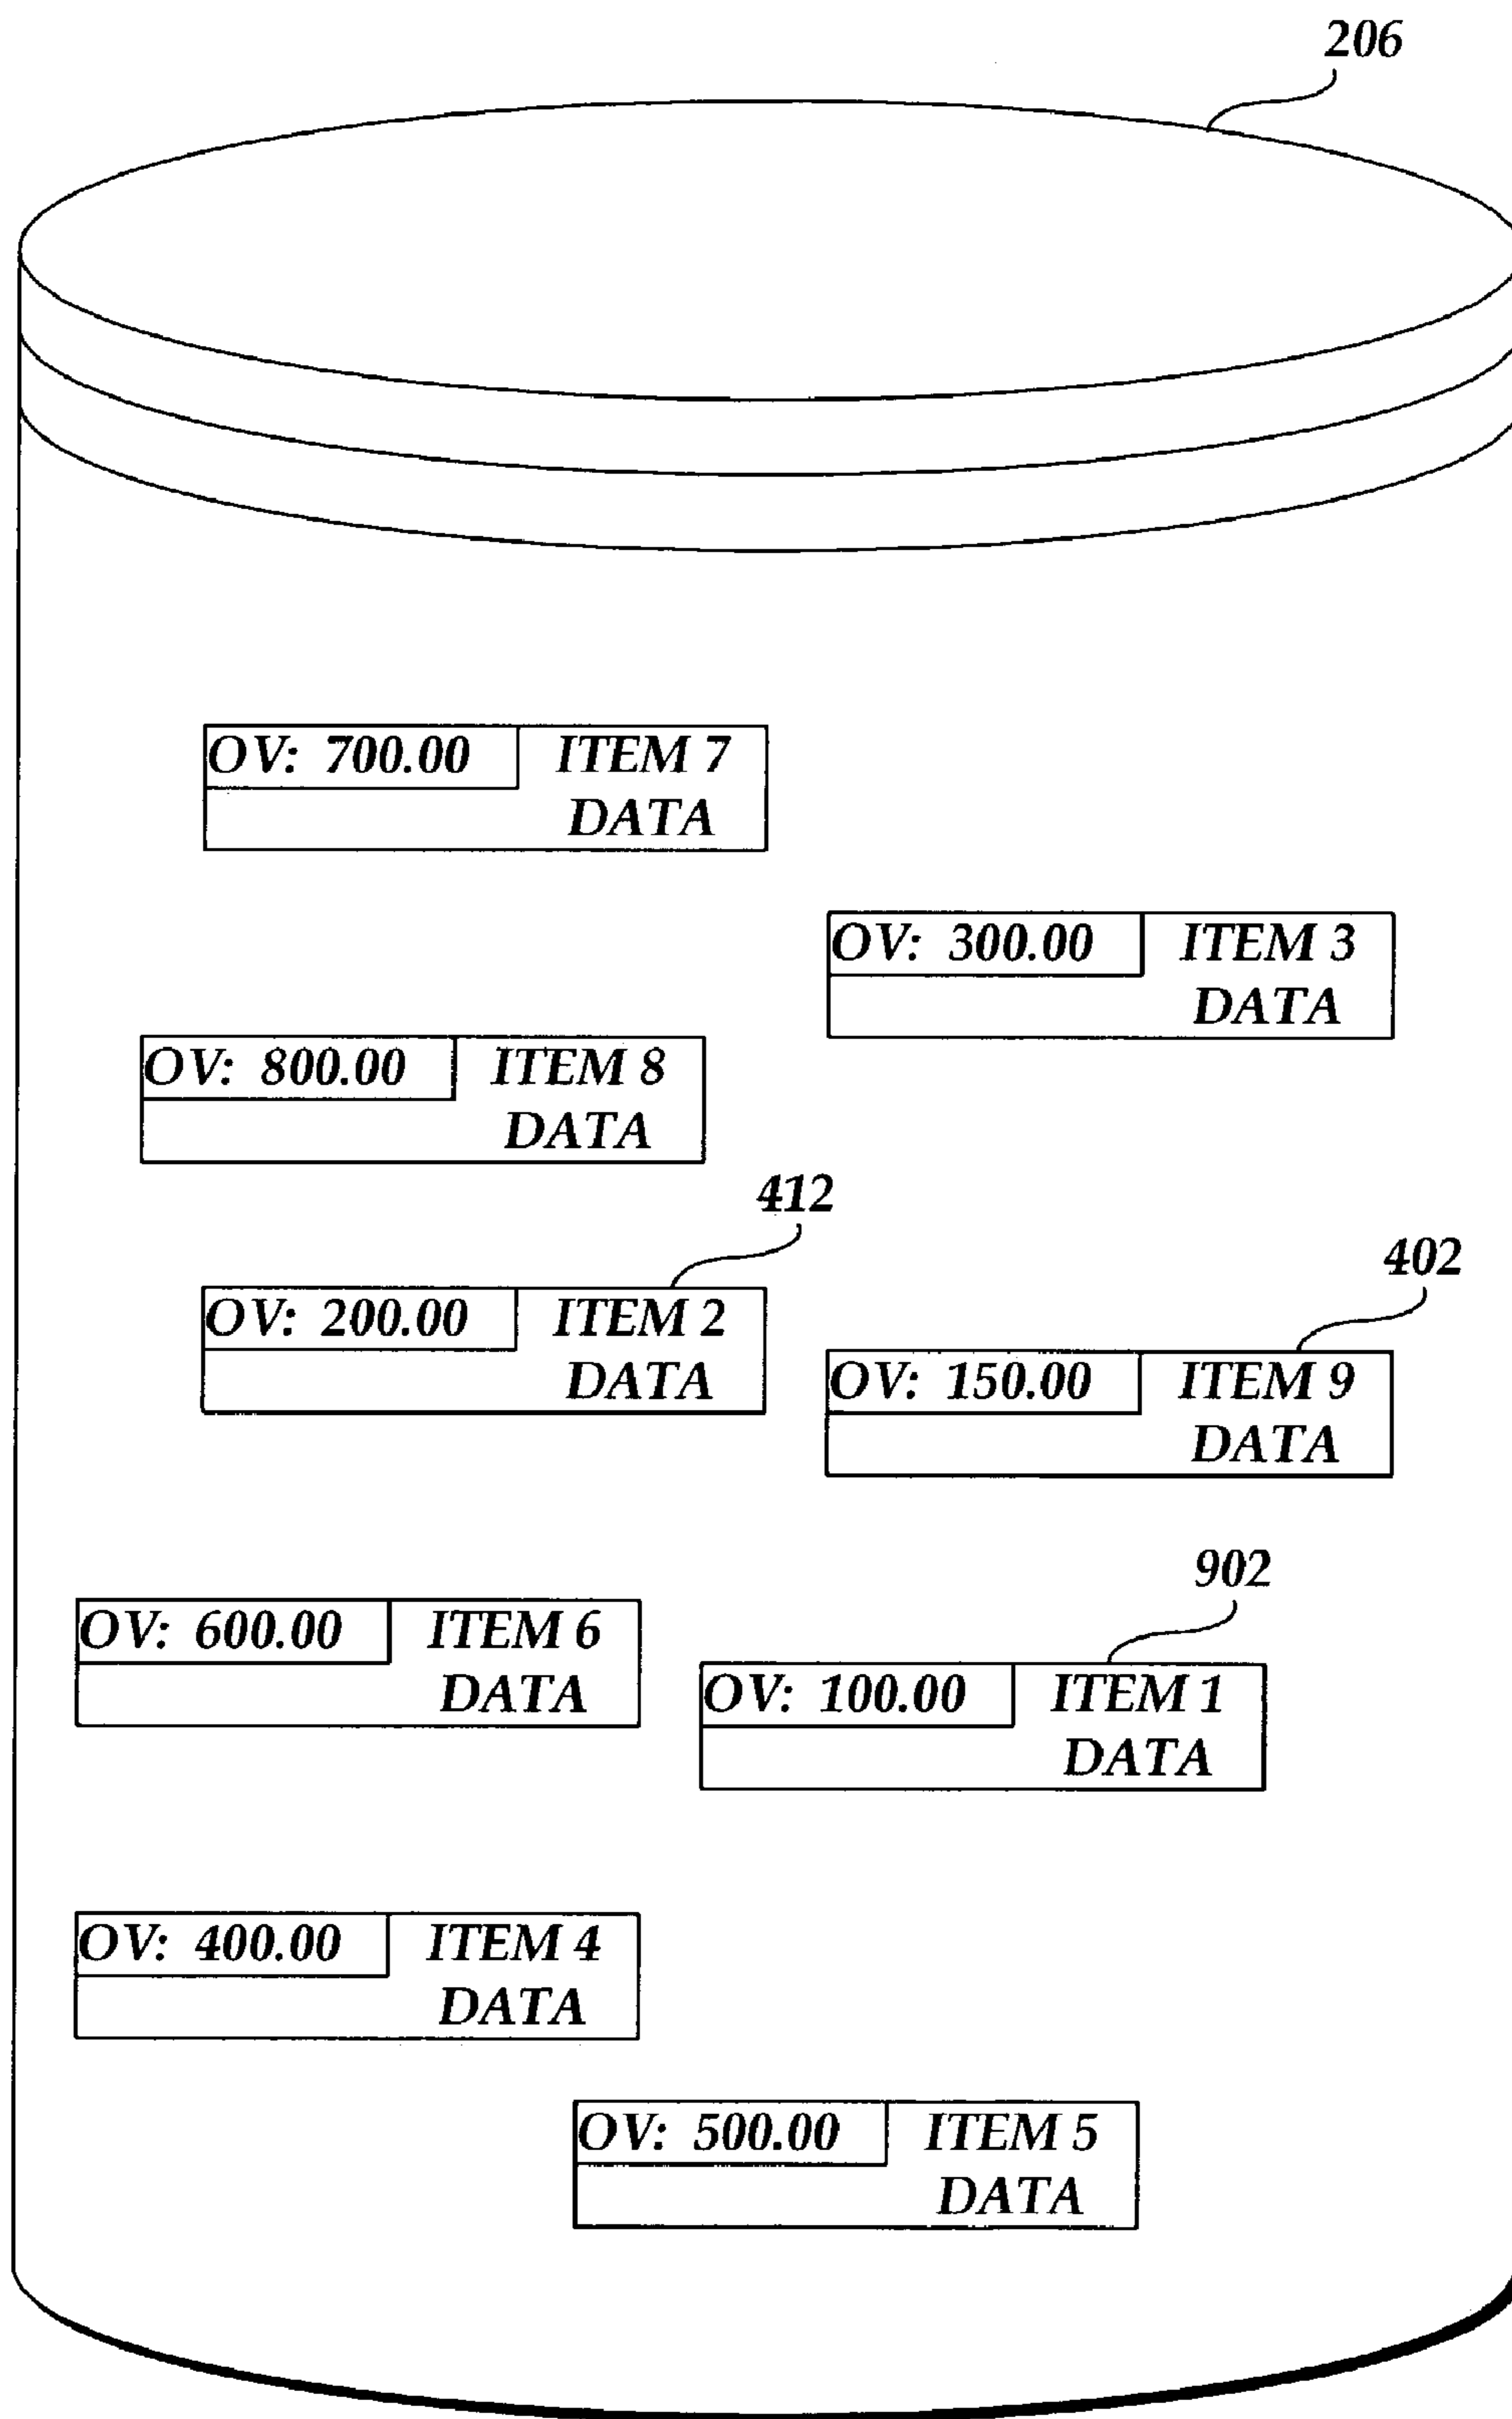 206
OV: 700.00 ITEM 7
DATA
OV: 300.00 ITEM 3
DATA
OV: 800.00 ITEM 8
DATA
412
OV: 200.00 ITEM 2
DATA
402
OV: 150.00 ITEM 9
DATA
OV: 600.00 ITEM 6
DATA
902
OV: 100.00 ITEM 1
DATA
OV: 400.00 ITEM 4
DATA
OV: 500.00 ITEM 5
DATA